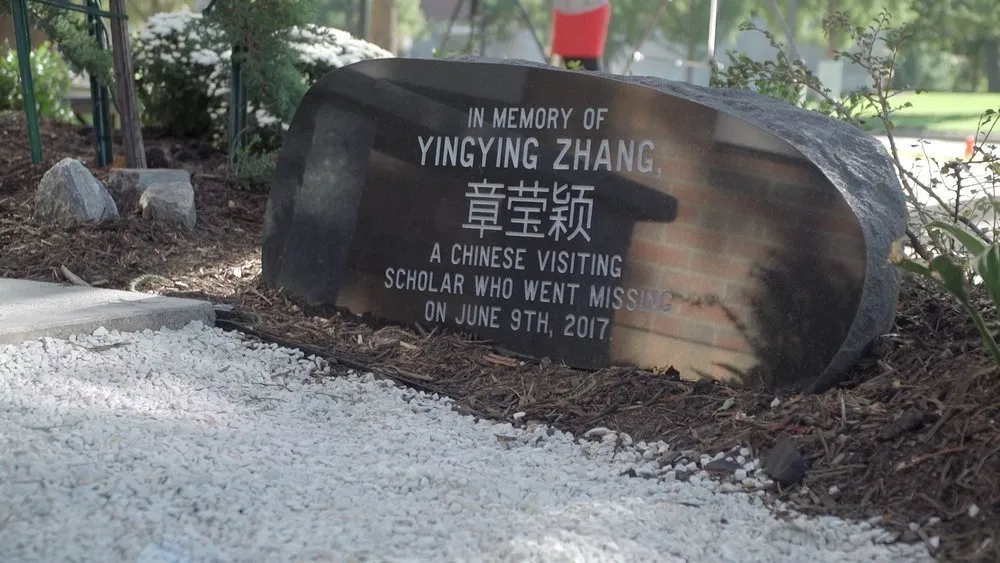 IN MEMORY OF
YINGYING ZHANG,
章莹颖
A CHINESE VISITING
SCHOLAR WHO WENT MISSING
ON JUNE 9TH, 2017